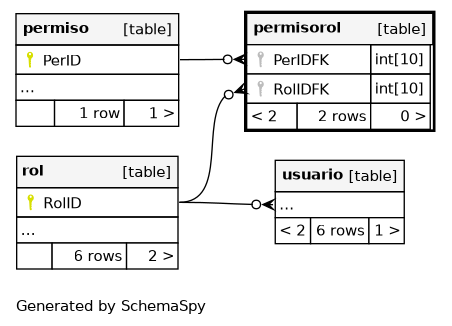 permiso [table]
PerID
...
1 row 1 >
permisorol [table]
PerIDFK int[10]
RolIDFK int[10]
< 2 2 rows 0 >
rol [table]
RolID
...
6 rows 2 >
usuario [table]
...
< 2 6 rows 1 >
Generated by SchemaSpy